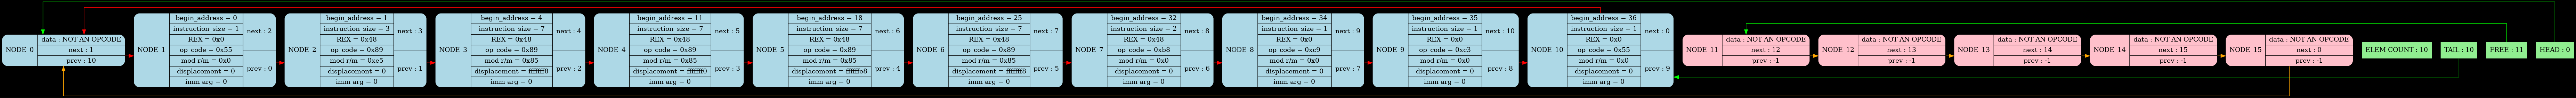 NODE_0
data : NOT AN OPCODE
next : 1
prev : 10
NODE_1
begin_address = 0
instruction_size = 1
REX = 0x0
op_code = 0x55
mod r/m = 0x0
displacement = 0
imm arg = 0
next : 2
prev : 0
NODE_2
begin_address = 1
instruction_size = 3
REX = 0x48
op_code = 0x89
mod r/m = 0xe5
displacement = 0
imm arg = 0
next : 3
prev : 1
NODE_3
begin_address = 4
instruction_size = 7
REX = 0x48
op_code = 0x89
mod r/m = 0x85
imm arg = 0
next : 4
prev : 2
NODE_4
begin_address = 11
instruction_size = 7
REX = 0x48
op_code = 0x89
mod r/m = 0x85
imm arg = 0
next : 5
prev : 3
NODE_5
begin_address = 18
instruction_size = 7
REX = 0x48
op_code = 0x89
mod r/m = 0x85
imm arg = 0
next : 6
prev : 4
NODE_6
begin_address = 25
instruction_size = 7
REX = 0x48
op_code = 0x89
mod r/m = 0x85
imm arg = 0
next : 7
prev : 5
NODE_7
begin_address = 32
instruction_size = 2
REX = 0x48
op_code = 0xb8
mod r/m = 0x0
displacement = 0
imm arg = 0
next : 8
prev : 6
NODE_8
begin_address = 34
instruction_size = 1
REX = 0x0
op_code = 0xc9
mod r/m = 0x0
displacement = 0
imm arg = 0
next : 9
prev : 7
NODE_9
begin_address = 35
instruction_size = 1
REX = 0x0
op_code = 0xc3
mod r/m = 0x0
displacement = 0
imm arg = 0
next : 10
prev : 8
NODE_10
begin_address = 36
instruction_size = 1
REX = 0x0
op_code = 0x55
mod r/m = 0x0
displacement = 0
imm arg = 0
next : 0
prev : 9
NODE_11
data : NOT AN OPCODE
next : 12
prev : -1
NODE_12
data : NOT AN OPCODE
next : 13
prev : -1
NODE_13
data : NOT AN OPCODE
next : 14
prev : -1
NODE_14
data : NOT AN OPCODE
next : 15
prev : -1
NODE_15
data : NOT AN OPCODE
next : 0
prev : -1
ELEM COUNT : 10
TAIL : 10
FREE : 11
HEAD : 0